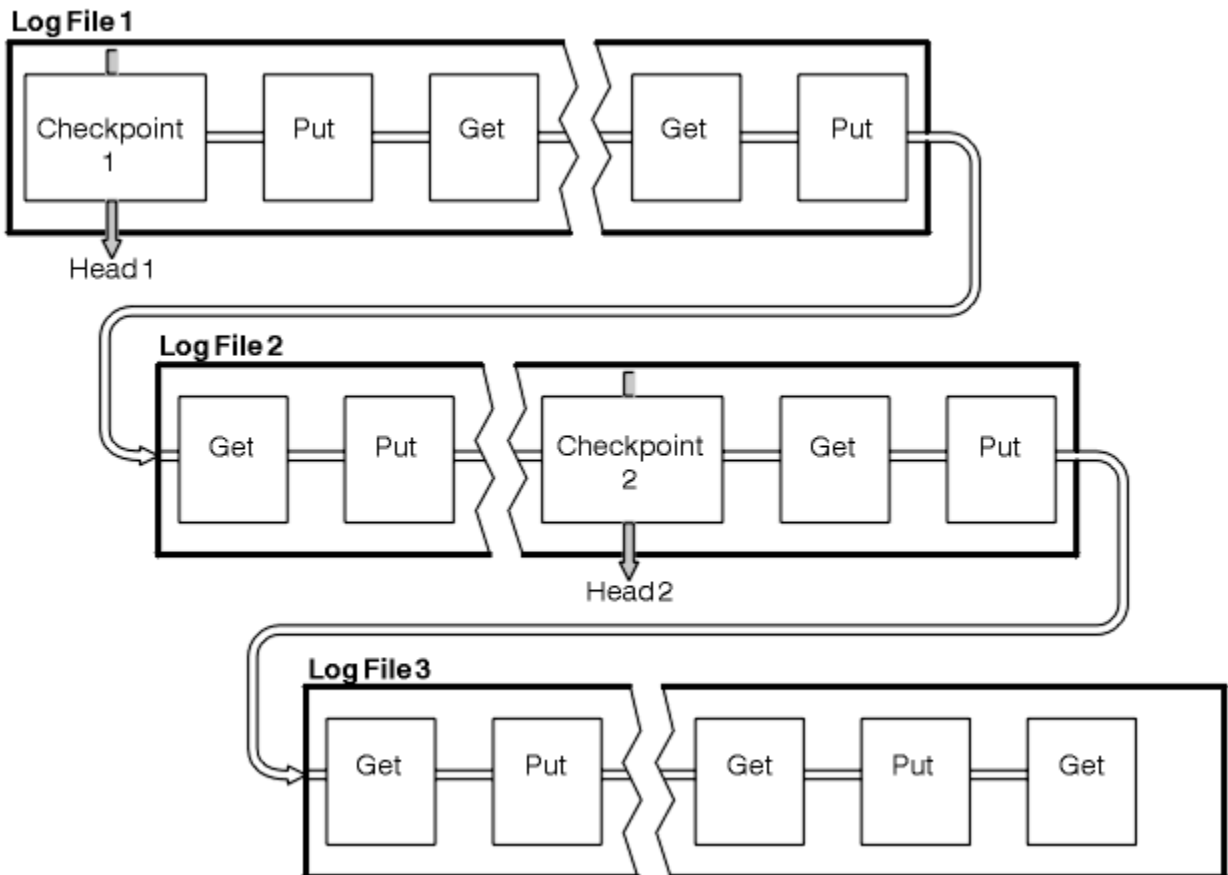 Log File 1
Checkpoint
1
Put
Get
Get
Put
Head 1
Log File 2
Get
Put
Checkpoint
2
Get
Put
Head 2
Log File 3
Get
Put
Get
Put
Get